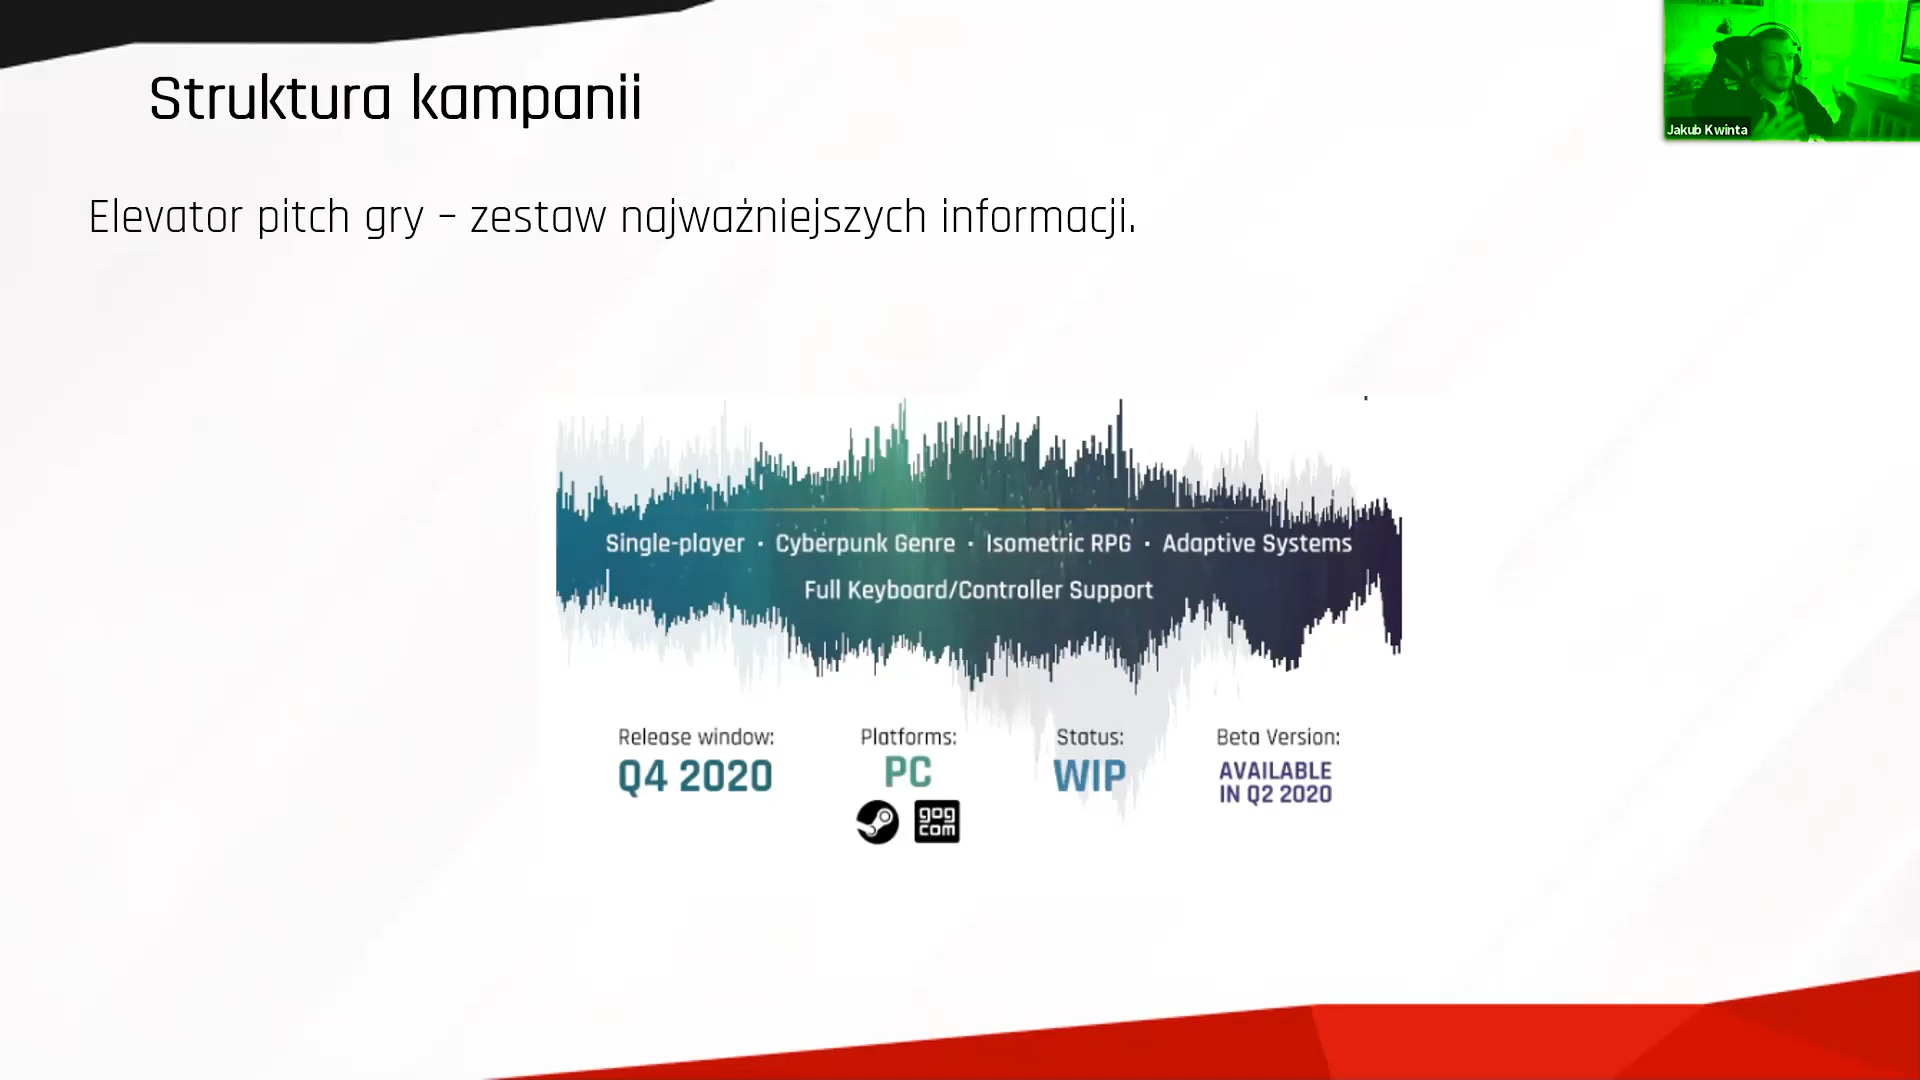 Struktura kampanii
Jakub Kwinta
Elevator pitch gry – zestaw najważniejszych informacji.
Single-player · Cyberpunk Genre · Isometric RPG · Adaptive Systems
Full Keyboard/Controller Support
Release window:
Q4 2020
Platforms:
PC
gog
com
Status:
WIP
Beta Version:
AVAILABLE
IN Q2 2020